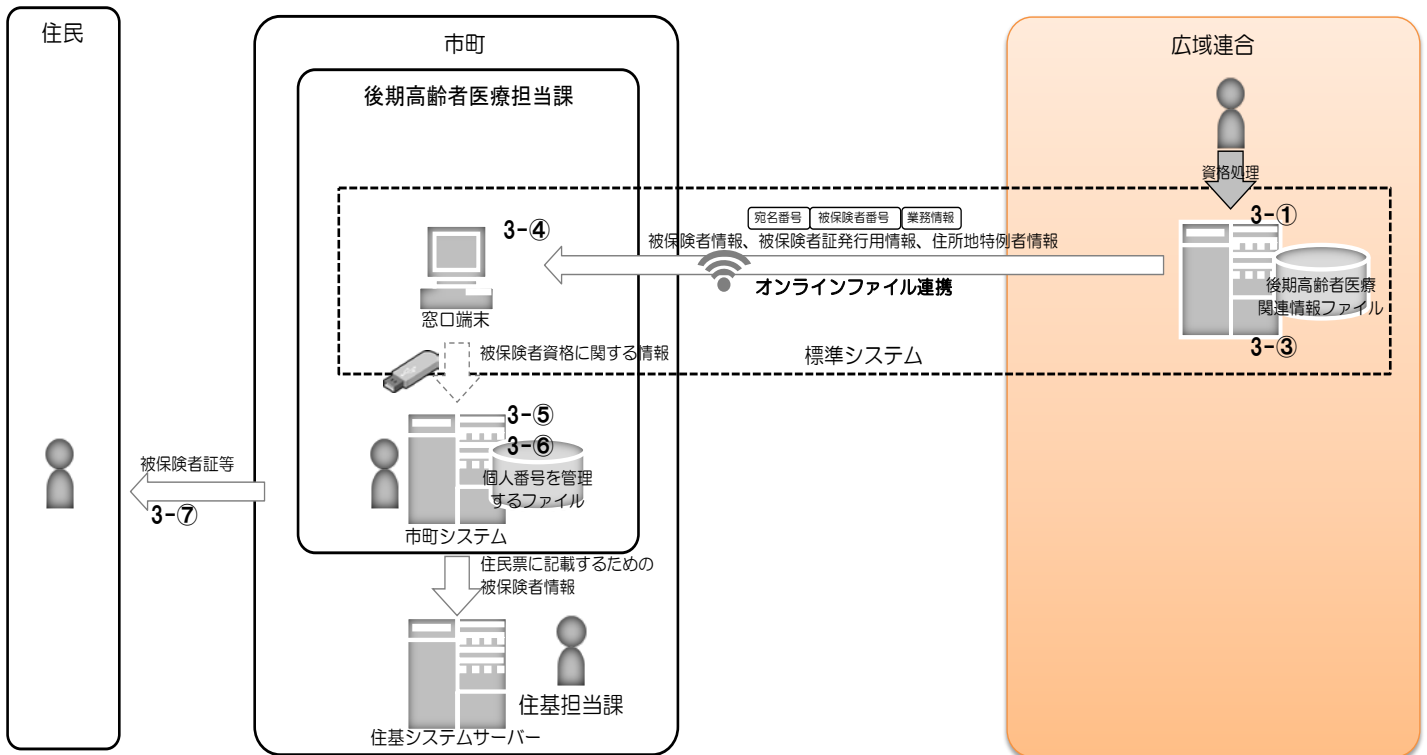 住民
市町
広域連合
後期高齢者医療担当課
資格処理
宛名番号 被保険者番号 業務情報
3-①
3-④
被保険者情報、被保険者証発行用情報、住所地特例者情報
オンラインファイル連携
後期高齢者医療
関連情報ファイル
窓口端末
3-③
被保険者資格に関する情報
標準システム
3-⑤
3-⑥
被保険者証等
3-⑦
個人番号を管理
するファイル
市町システム
住民票に記載するための
被保険者情報
住基担当課
住基システムサーバー